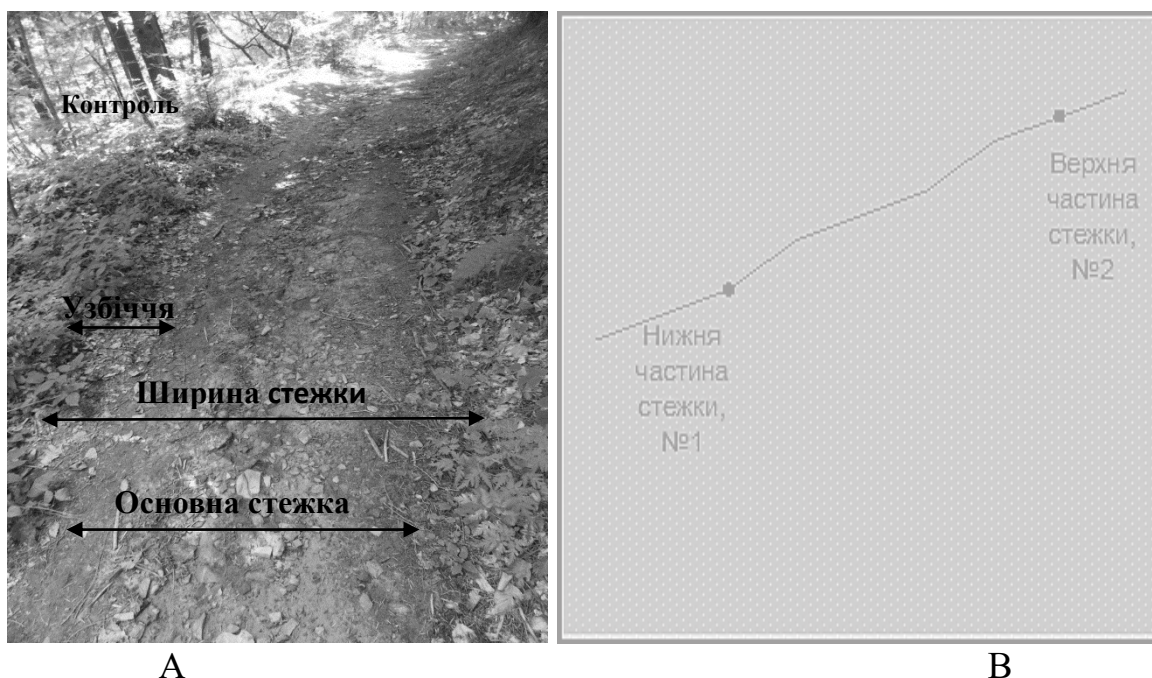 Контроль
Узбіччя
Ширина стежки
Основна стежка
Верхня
частина
стежки,
№2
Нижня
частина
стежки,
№1
А
В